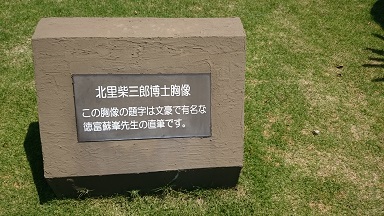 北里柴三郎博士胸像
この胸像の題字は文豪で有名な
徳富蘇峯先生の直筆です。